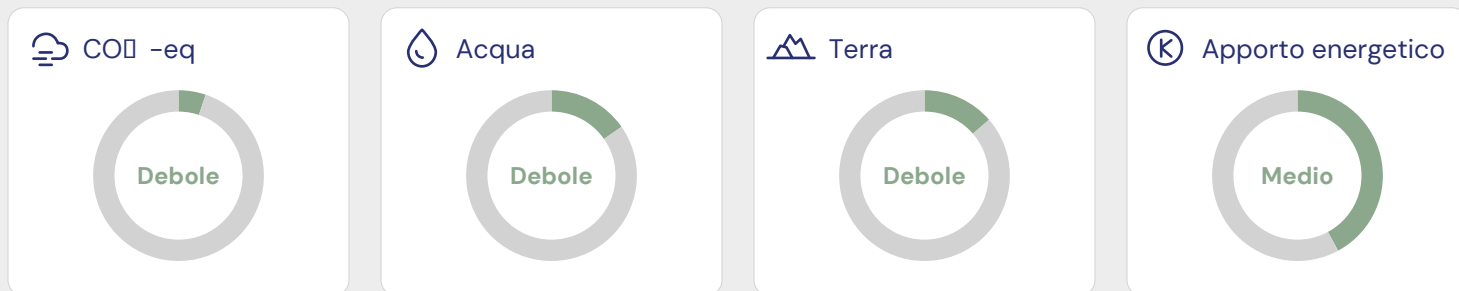 CO▯ -eq
Debole
Acqua
Debole
Terra
Debole
Apporto energetico
Medio